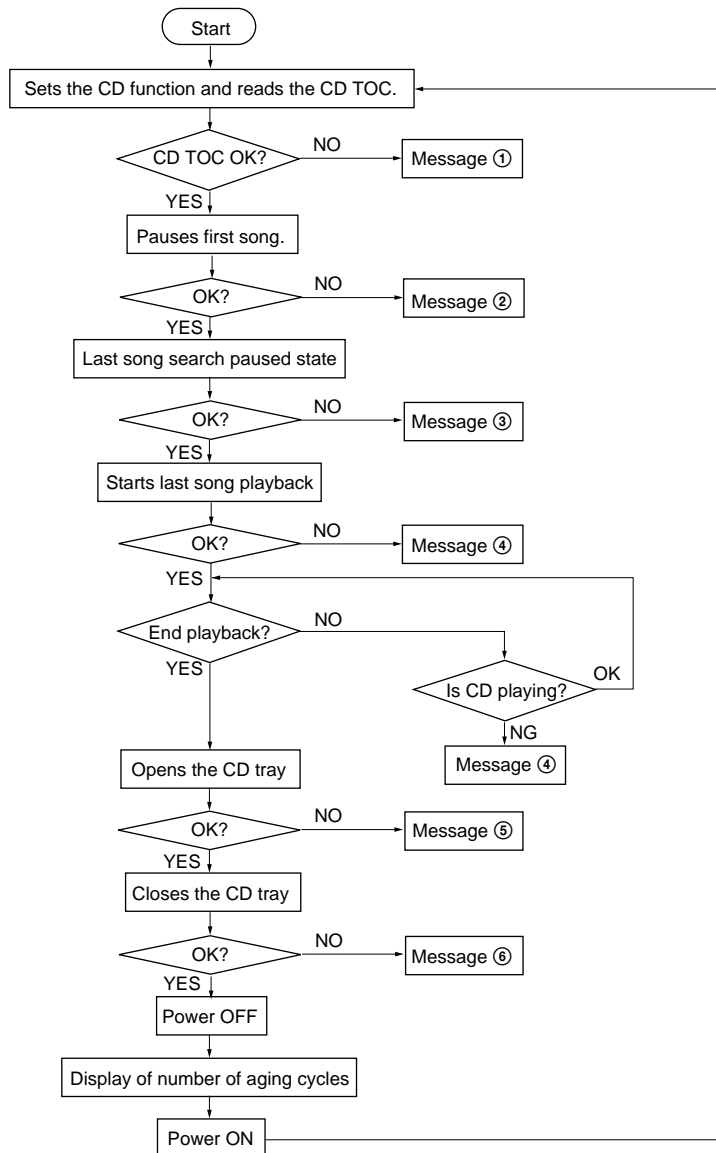 Start
Sets the CD function and reads the CD TOC.
CD TOC OK?
NO
Message ①
YES
Pauses first song.
OK?
NO
Message ②
YES
Last song search paused state
OK?
NO
Message ③
YES
Starts last song playback
OK?
NO
Message ④
YES
End playback?
NO
YES
Is CD playing?
OK
NG
Message ④
Opens the CD tray
OK?
NO
Message ⑤
YES
Closes the CD tray
OK?
NO
Message ⑥
YES
Power OFF
Display of number of aging cycles
Power ON